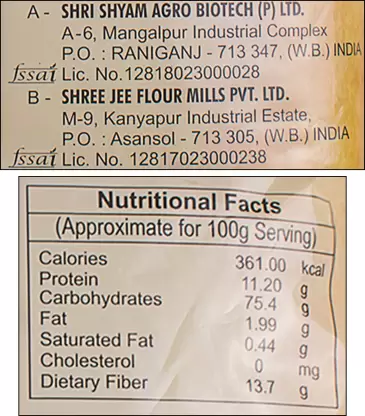 A - SHRI SHYAM AGRO BIOTECH (P) LTD.
A-6, Mangalpur Industrial Complex
P.O. : RANIGANJ - 713 347, (W.B.) INDIA
fssai Lic. No. 12818023000028
B - SHREE JEE FLOUR MILLS PVT. LTD.
M-9, Kanyapur Industrial Estate,
P.O. : Asansol - 713 305, (W.B.) INDIA
fssai Lic. No. 12817023000238
Nutritional Facts
(Approximate for 100g Serving)
Calories 361.00 kcal
Protein 11.20 g
Carbohydrates 75.4 g
Fat 1.99 g
Saturated Fat 0.44 g
Cholesterol 0 mg
Dietary Fiber 13.7 g